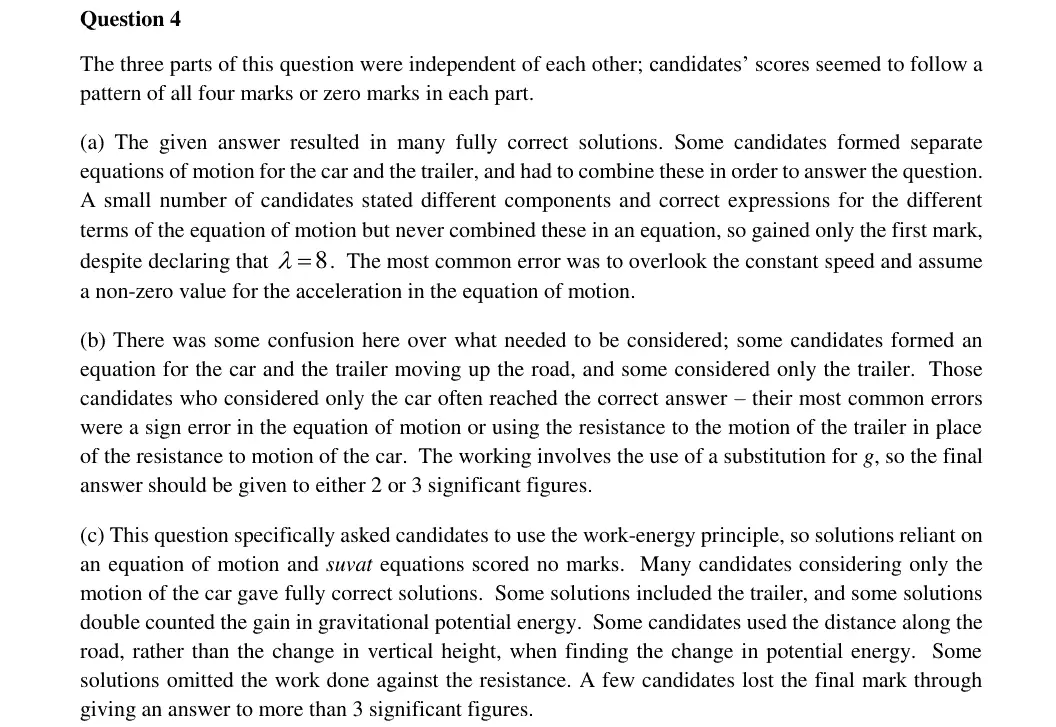 Question 4
The three parts of this question were independent of each other; candidates’ scores seemed to follow a
pattern of all four marks or zero marks in each part.
(a) The given answer resulted in many fully correct solutions. Some candidates formed separate
equations of motion for the car and the trailer, and had to combine these in order to answer the question.
A small number of candidates stated different components and correct expressions for the different
terms of the equation of motion but never combined these in an equation, so gained only the first mark,
despite declaring that λ=8. The most common error was to overlook the constant speed and assume
a non-zero value for the acceleration in the equation of motion.
(b) There was some confusion here over what needed to be considered; some candidates formed an
equation for the car and the trailer moving up the road, and some considered only the trailer. Those
candidates who considered only the car often reached the correct answer – their most common errors
were a sign error in the equation of motion or using the resistance to the motion of the trailer in place
of the resistance to motion of the car. The working involves the use of a substitution for g, so the final
answer should be given to either 2 or 3 significant figures.
(c) This question specifically asked candidates to use the work-energy principle, so solutions reliant on
an equation of motion and suvat equations scored no marks. Many candidates considering only the
motion of the car gave fully correct solutions. Some solutions included the trailer, and some solutions
double counted the gain in gravitational potential energy. Some candidates used the distance along the
road, rather than the change in vertical height, when finding the change in potential energy. Some
solutions omitted the work done against the resistance. A few candidates lost the final mark through
giving an answer to more than 3 significant figures.